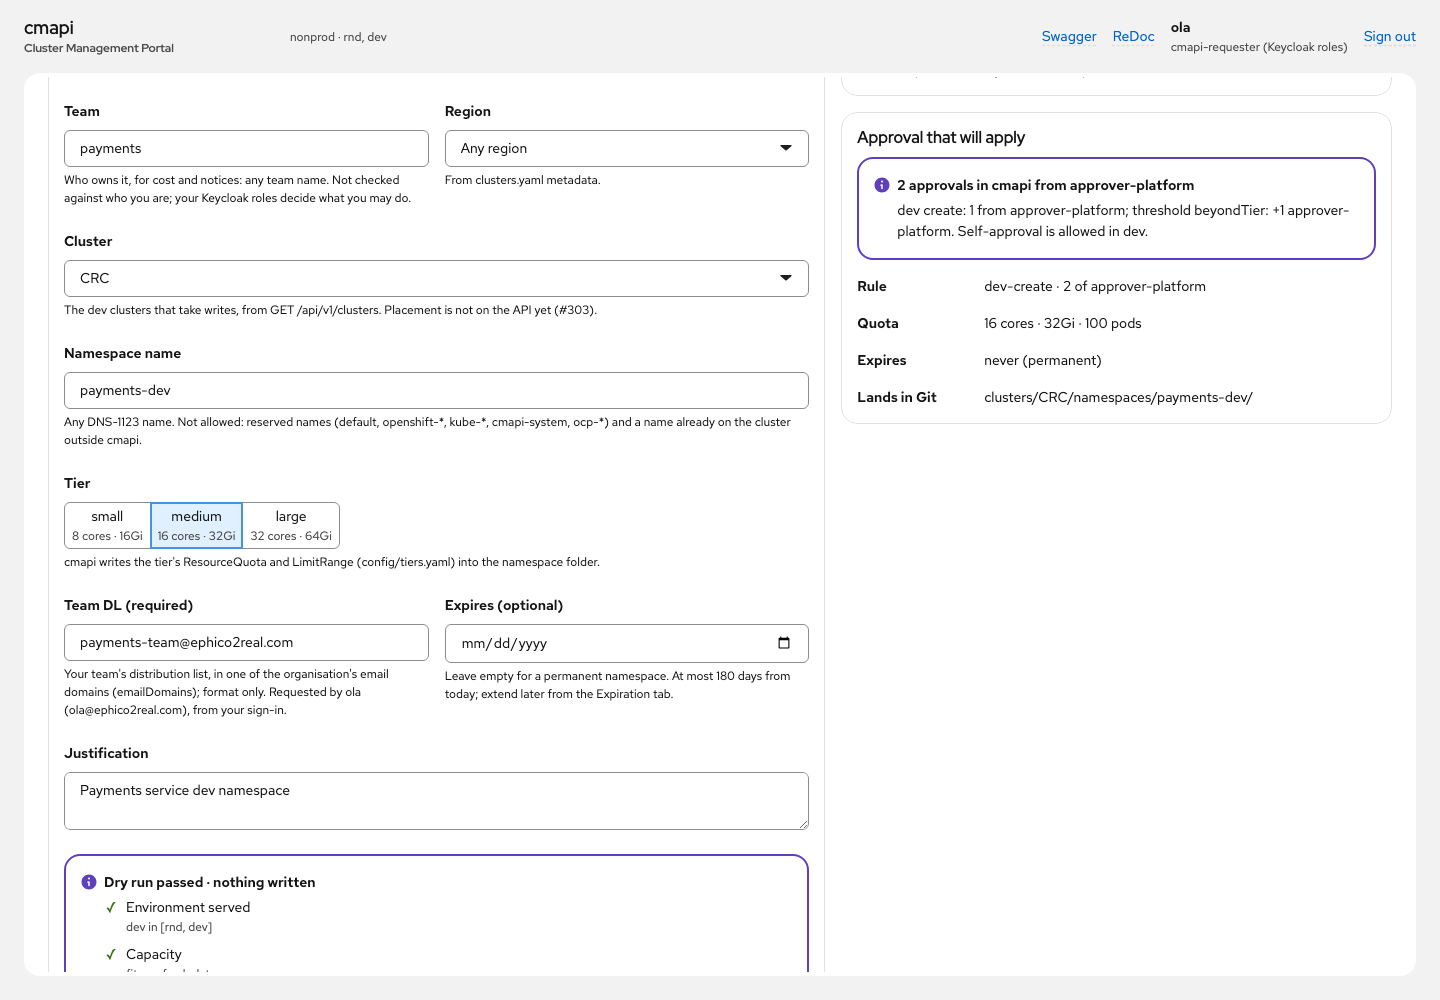 cmapi
Cluster Management Portal
nonprod · rnd, dev
Swagger
ReDoc
ola
cmapi-requester (Keycloak roles)
Sign out
Team
payments
Who owns it, for cost and notices: any team name. Not checked
against who you are; your Keycloak roles decide what you may do.
Region
Any region
From clusters.yaml metadata.
Cluster
CRC
The dev clusters that take writes, from GET /api/v1/clusters. Placement is not on the API yet (#303).
Namespace name
payments-dev
Any DNS-1123 name. Not allowed: reserved names (default, openshift-*, kube-*, cmapi-system, ocp-*) and a name already on the cluster
outside cmapi.
Tier
small
8 cores · 16Gi
medium
16 cores · 32Gi
large
32 cores · 64Gi
cmapi writes the tier's ResourceQuota and LimitRange (config/tiers.yaml) into the namespace folder.
Team DL (required)
payments-team@ephico2real.com
Your team's distribution list, in one of the organisation's email
domains (emailDomains); format only. Requested by ola
(ola@ephico2real.com), from your sign-in.
Expires (optional)
mm/dd/yyyy
Leave empty for a permanent namespace. At most 180 days from
today; extend later from the Expiration tab.
Justification
Payments service dev namespace
Dry run passed · nothing written
✓ Environment served
dev in [rnd, dev]
✓ Capacity
Approval that will apply
2 approvals in cmapi from approver-platform
dev create: 1 from approver-platform; threshold beyondTier: +1 approver-
platform. Self-approval is allowed in dev.
Rule
dev-create · 2 of approver-platform
Quota
16 cores · 32Gi · 100 pods
Expires
never (permanent)
Lands in Git
clusters/CRC/namespaces/payments-dev/